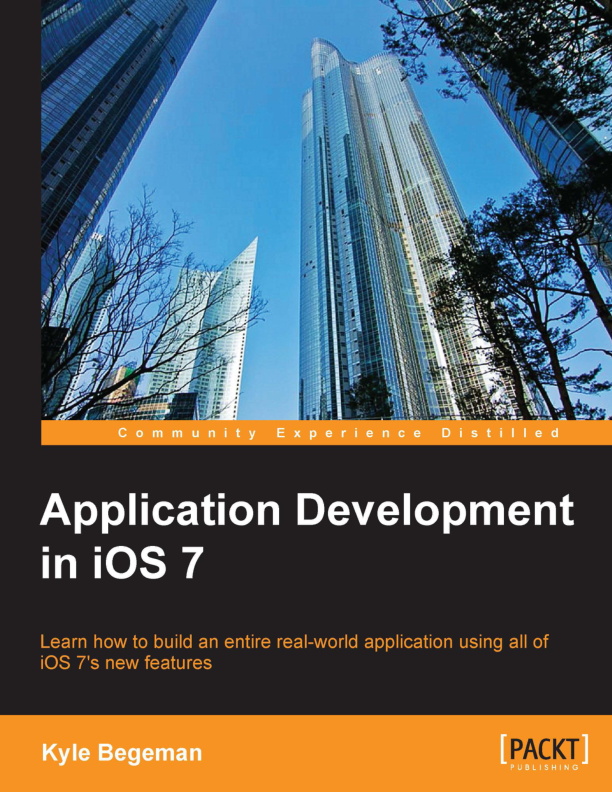 Community Experience Distilled
Application Development
in iOS 7
Learn how to build an entire real-world application using all of
iOS 7's new features
Kyle Begeman
[PACKT]
PUBLISHING